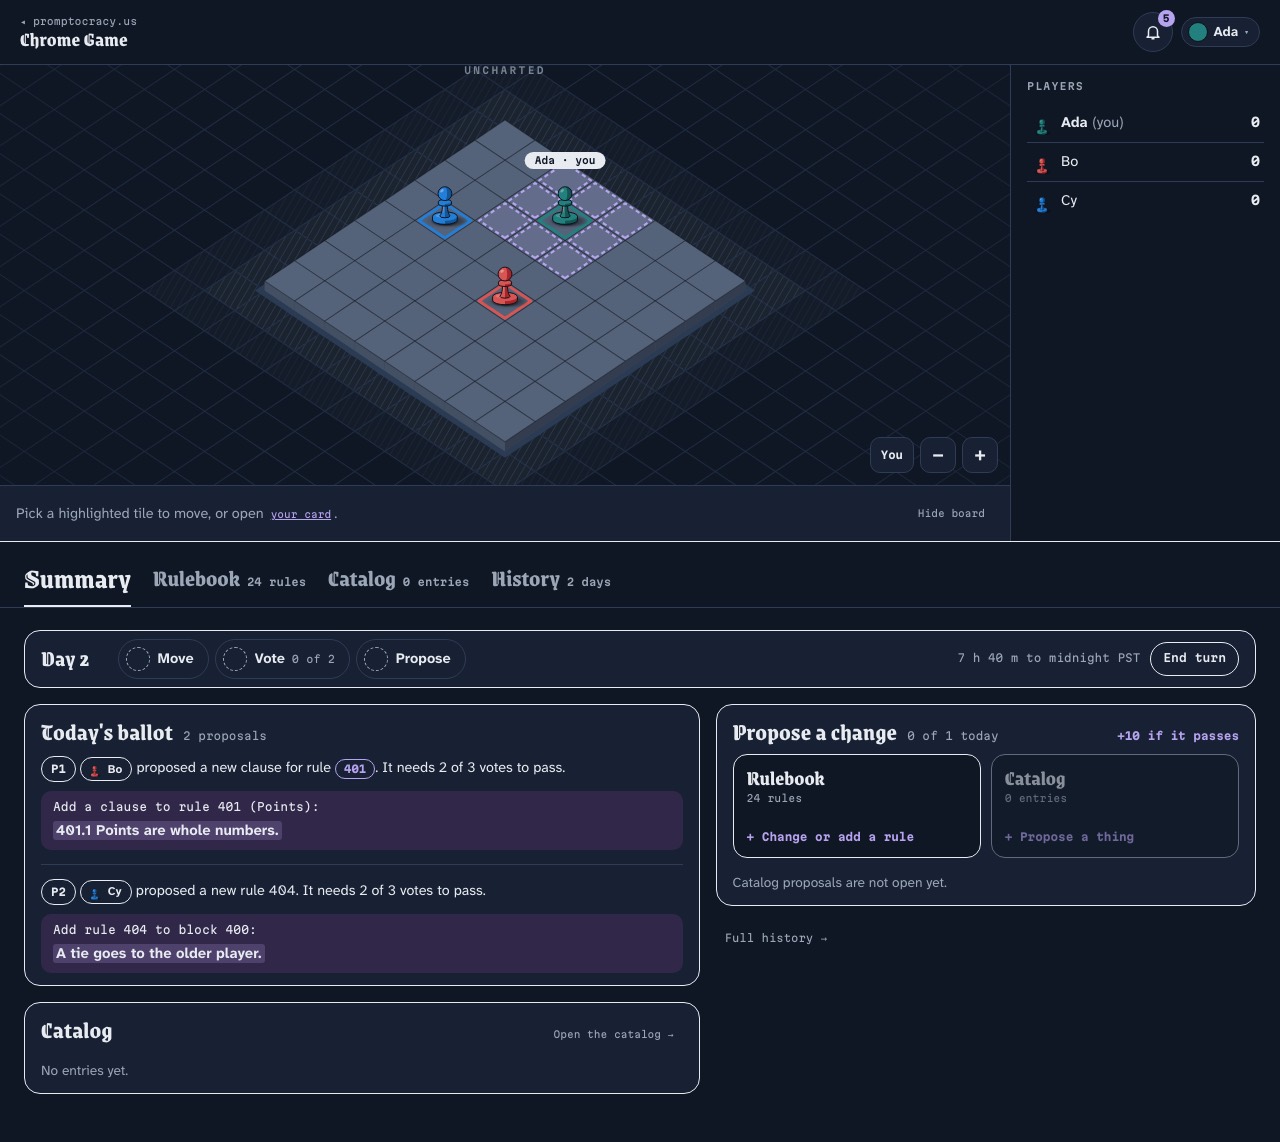 ◂ promptocracy.us
Chrome Game
5
Ada ▾
UNCHARTED
Ada · you
You − +
Pick a highlighted tile to move, or open your card.
Hide board
PLAYERS
Ada (you) 0
Bo 0
Cy 0
Summary Rulebook 24 rules Catalog 0 entries History 2 days
Day 2 Move Vote 0 of 2 Propose 7 h 40 m to midnight PST End turn
Today's ballot 2 proposals
P1 Bo proposed a new clause for rule 401. It needs 2 of 3 votes to pass.
Add a clause to rule 401 (Points):
401.1 Points are whole numbers.
P2 Cy proposed a new rule 404. It needs 2 of 3 votes to pass.
Add rule 404 to block 400:
A tie goes to the older player.
Catalog Open the catalog →
No entries yet.
Propose a change 0 of 1 today +10 if it passes
Rulebook
24 rules
+ Change or add a rule
Catalog
0 entries
+ Propose a thing
Catalog proposals are not open yet.
Full history →